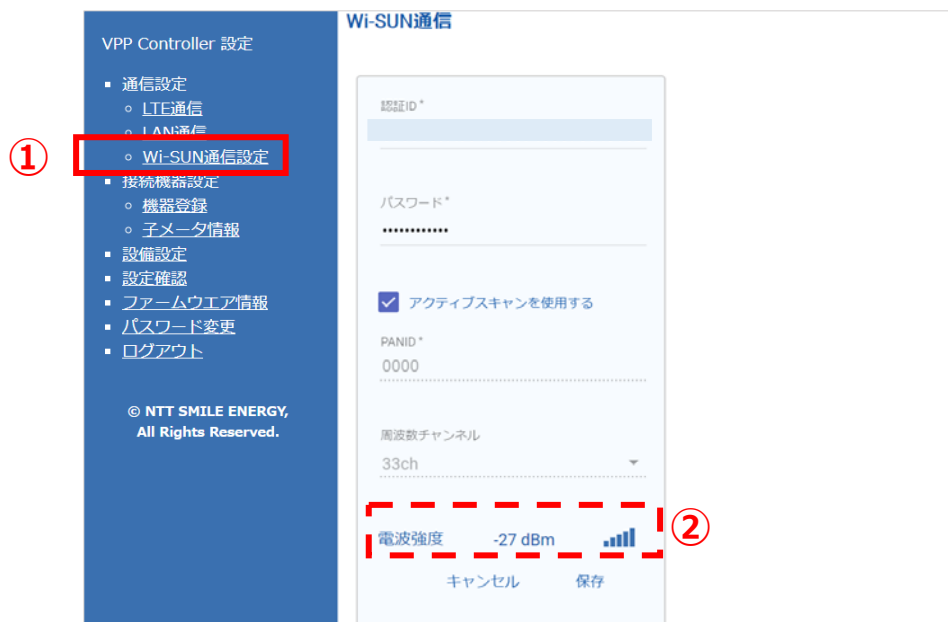 Wi-SUN通信
VPP Controller 設定
通信設定
LTE通信
LAN通信
①
Wi-SUN通信設定
接続機器設定
機器登録
子メータ情報
設備設定
設定確認
ファームウエア情報
パスワード変更
ログアウト
© NTT SMILE ENERGY,
All Rights Reserved.
認証ID*
パスワード*
••••••••••••
アクティブスキャンを使用する
PANID*
0000
周波数チャンネル
33ch
電波強度 -27 dBm
②
キャンセル 保存